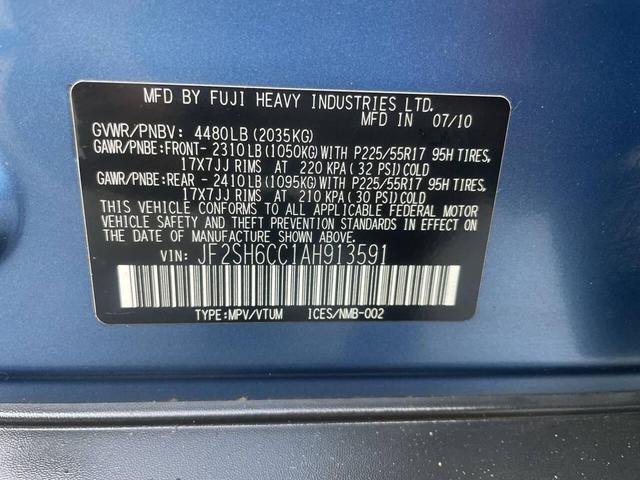 MFD BY FUJI HEAVY INDUSTRIES LTD.
MFD IN 07/10
GVWR/PNBV: 4480LB (2035KG)
GAWR/PNBE:FRONT- 2310LB (1050KG) WITH P225/55R17 95H TIRES,
17X7JJ RIMS AT 220 KPA (32 PSI) COLD
GAWR/PNBE:REAR - 2410LB (1095KG) WITH P225/55R17 95H TIRES,
17X7JJ RIMS AT 210 KPA (30 PSI) COLD
THIS VEHICLE CONFORMS TO ALL APPLICABLE FEDERAL MOTOR
VEHICLE SAFETY AND THEFT PREVENTION STANDARDS IN EFFECT ON
THE DATE OF MANUFACTURE SHOWN ABOVE.
VIN: JF2SH6CC1AH913591
TYPE:MPV/VTUM ICES/NMB-002